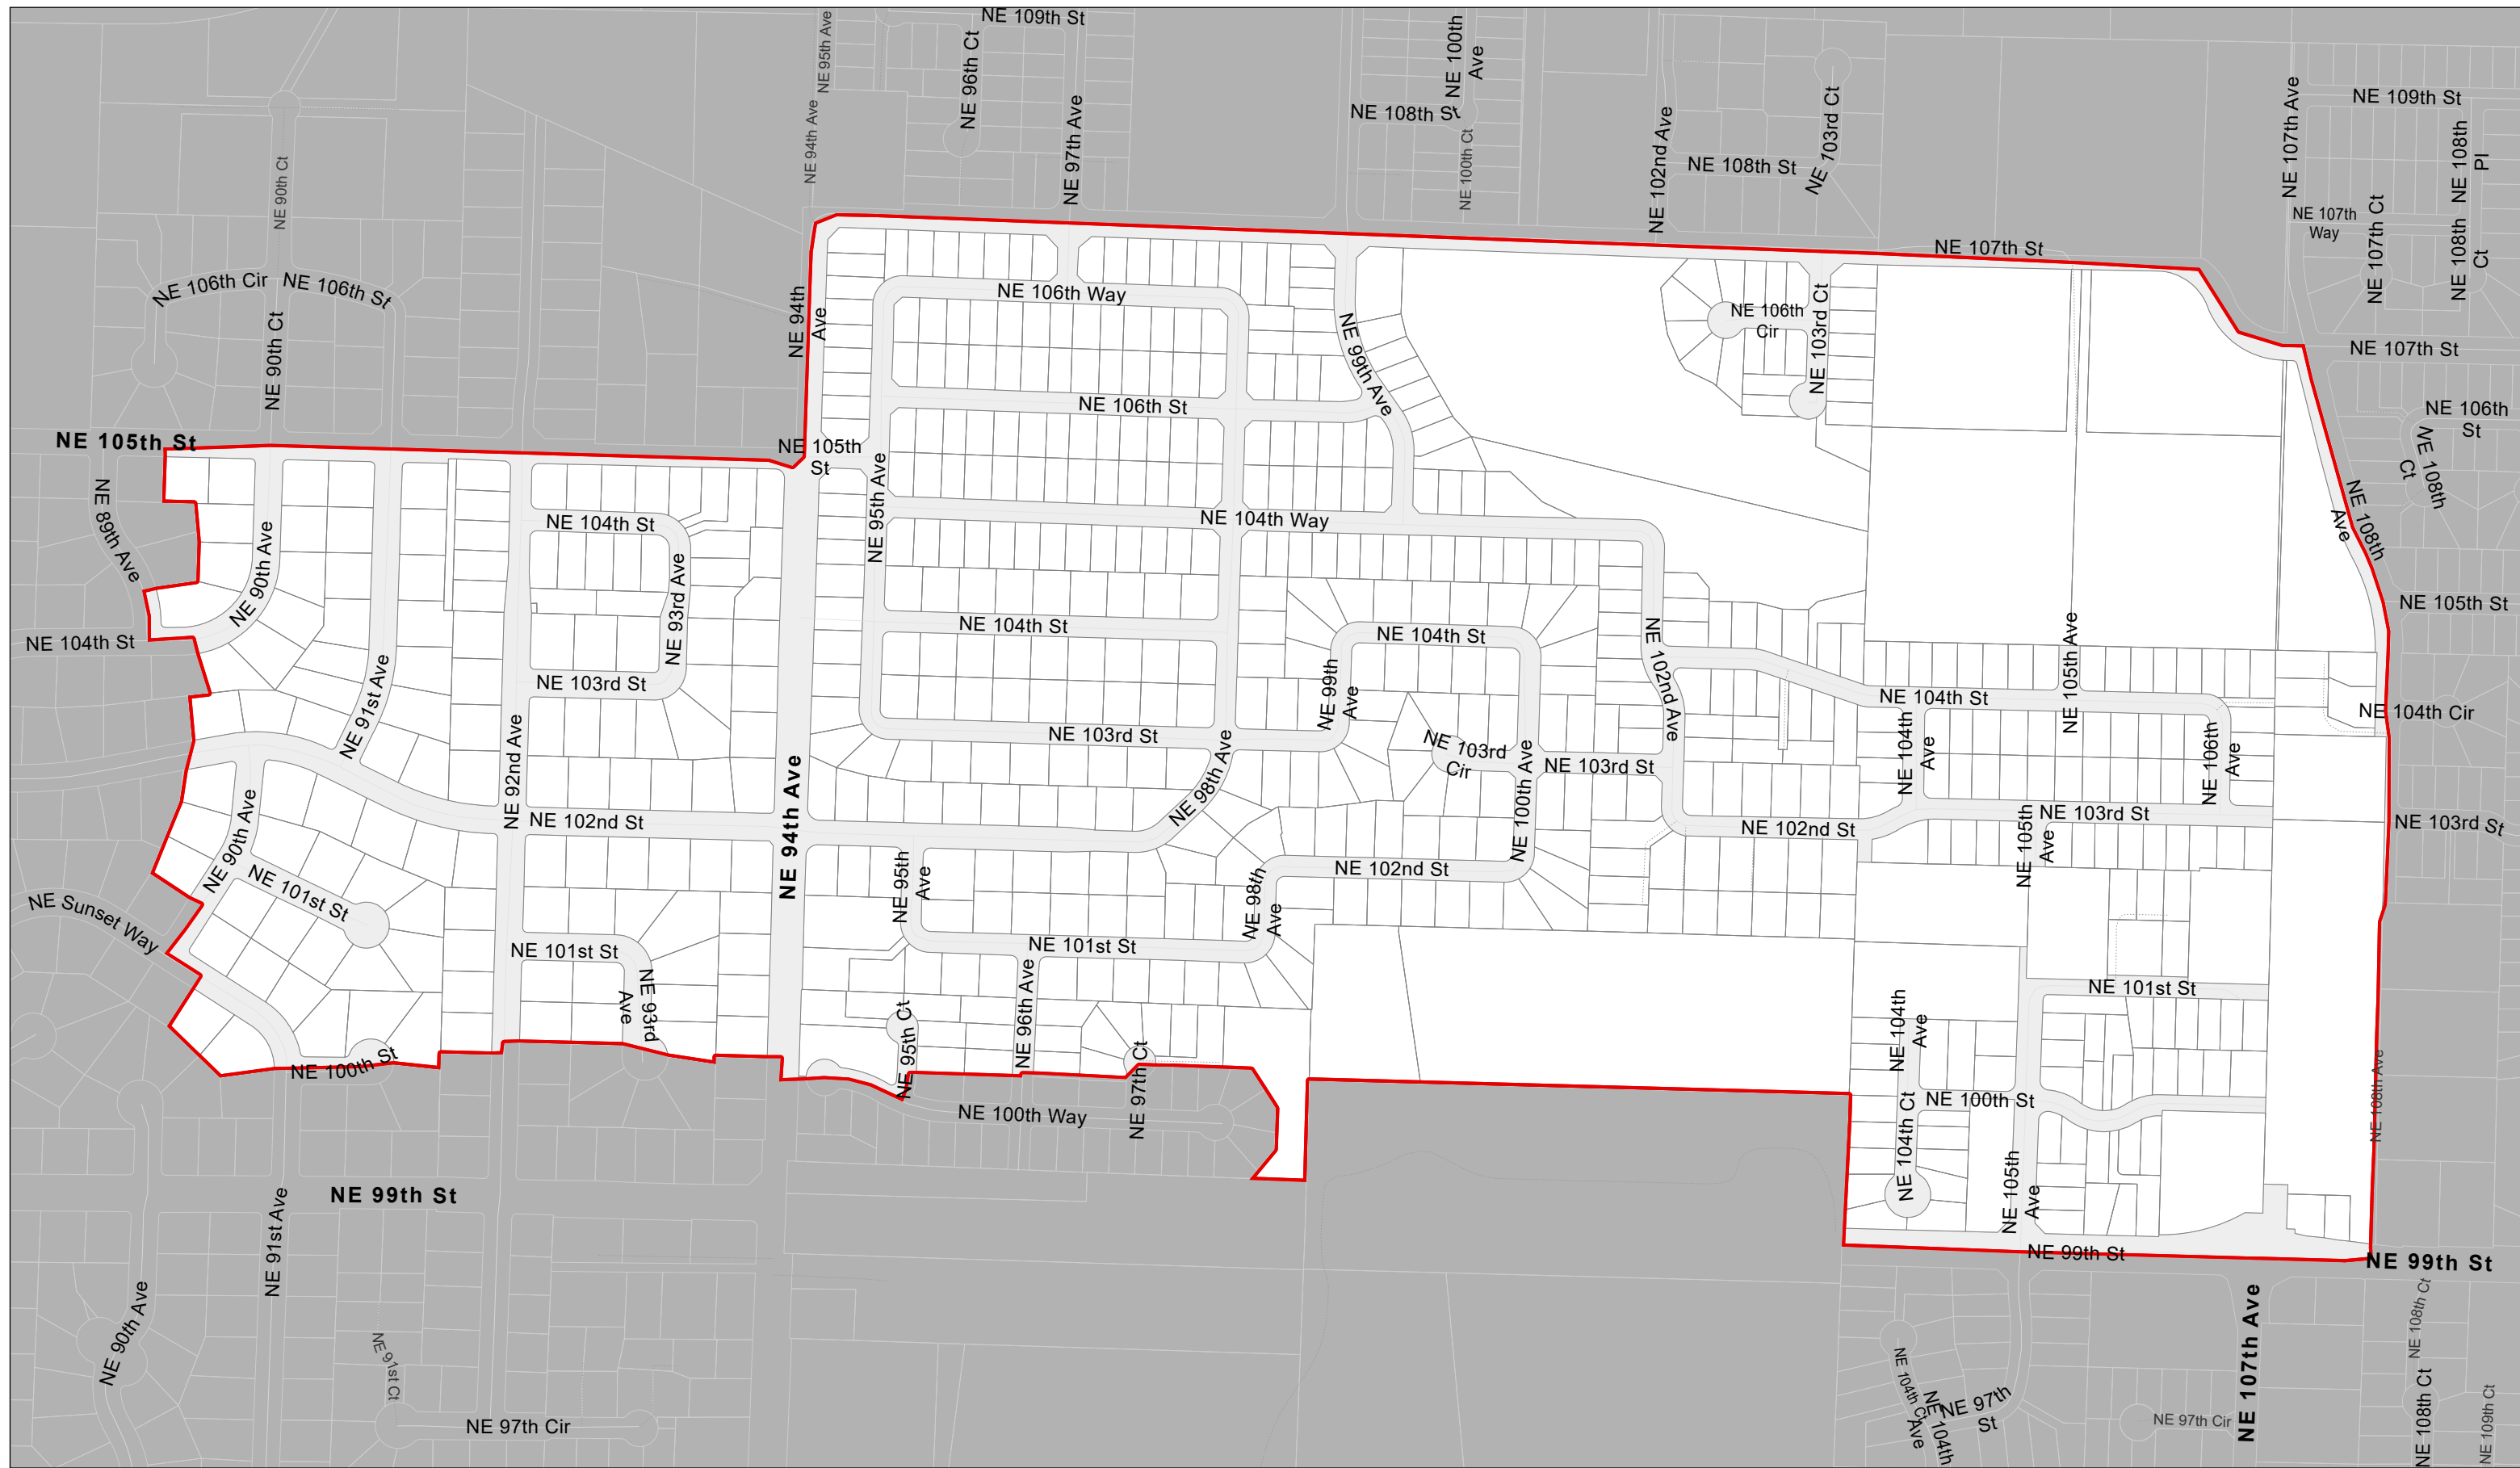 NE 109th St
NE 95th Ave
NE 96th Ct
NE 100th
Ave
NE 94th Ave
NE 97th Ave
NE 108th St
NE 100th Ct
NE 102nd Ave
NE 103rd Ct
NE 108th St
NE 107th Ave
NE 109th St
NE 108th
Pl
NE 90th Ct
NE 107th
Way
NE 107th Ct
NE 108th
Ct
NE 106th Cir
NE 106th St
NE 90th Ct
NE 94th
Ave
NE 106th Way
NE 99th Ave
NE 107th St
NE 106th
Cir
NE 103rd Ct
NE 107th St
NE 106th St
NE 106th
St
NE 105th St
NE 105th
St
NE 108th
Ct
NE 89th Ave
NE 90th Ave
NE 95th Ave
NE 104th St
NE 104th Way
NE 108th
Ave
NE 93rd Ave
NE 104th St
NE 104th St
NE 104th St
NE 105th St
NE 91st Ave
NE 103rd St
NE 99th
Ave
NE 102nd Ave
NE 104th St
NE 105th Ave
NE 104th Cir
NE 92nd Ave
NE 103rd St
NE 103rd
Cir
NE 103rd St
NE 104th
Ave
NE 106th
Ave
NE 90th Ave
NE 102nd St
NE 94th Ave
NE 98th Ave
NE 100th Ave
NE 102nd St
NE 103rd St
NE 103rd St
NE 105th
Ave
NE 101st St
NE 95th
Ave
NE 98th
Ave
NE 102nd St
NE Sunset Way
NE 101st St
NE 93rd
Ave
NE 101st St
NE 101st St
NE 95th Ct
NE 96th Ave
NE 97th Ct
NE 104th
Ave
NE 100th St
NE 100th Way
NE 100th St
NE 104th Ct
NE 108th Ave
NE 99th St
NE 91st Ave
NE 105th
Ave
NE 99th St
NE 99th St
NE 90th Ave
NE 91st Ct
NE 97th Cir
NE 104th Ct
NE 104th
Ave
NE 97th
St
NE 97th Cir
NE 107th Ave
NE 108th Ct
NE 108th Ct
NE 109th Ct